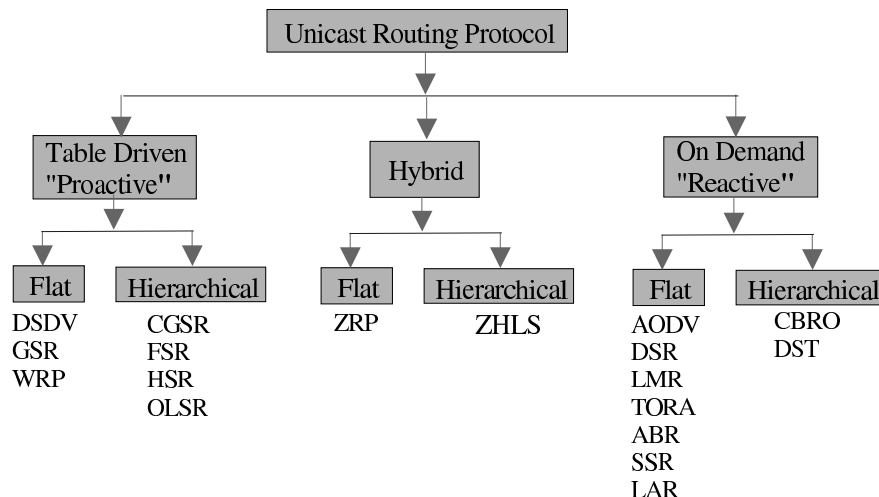 Unicast Routing Protocol
Table Driven
"Proactive"
Hybrid
On Demand
"Reactive"
Flat
Hierarchical
Flat
Hierarchical
Flat
Hierarchical
DSDV
GSR
WRP
CGSR
FSR
HSR
OLSR
ZRP
ZHLS
AODV
DSR
LMR
TORA
ABR
SSR
LAR
CBRO
DST